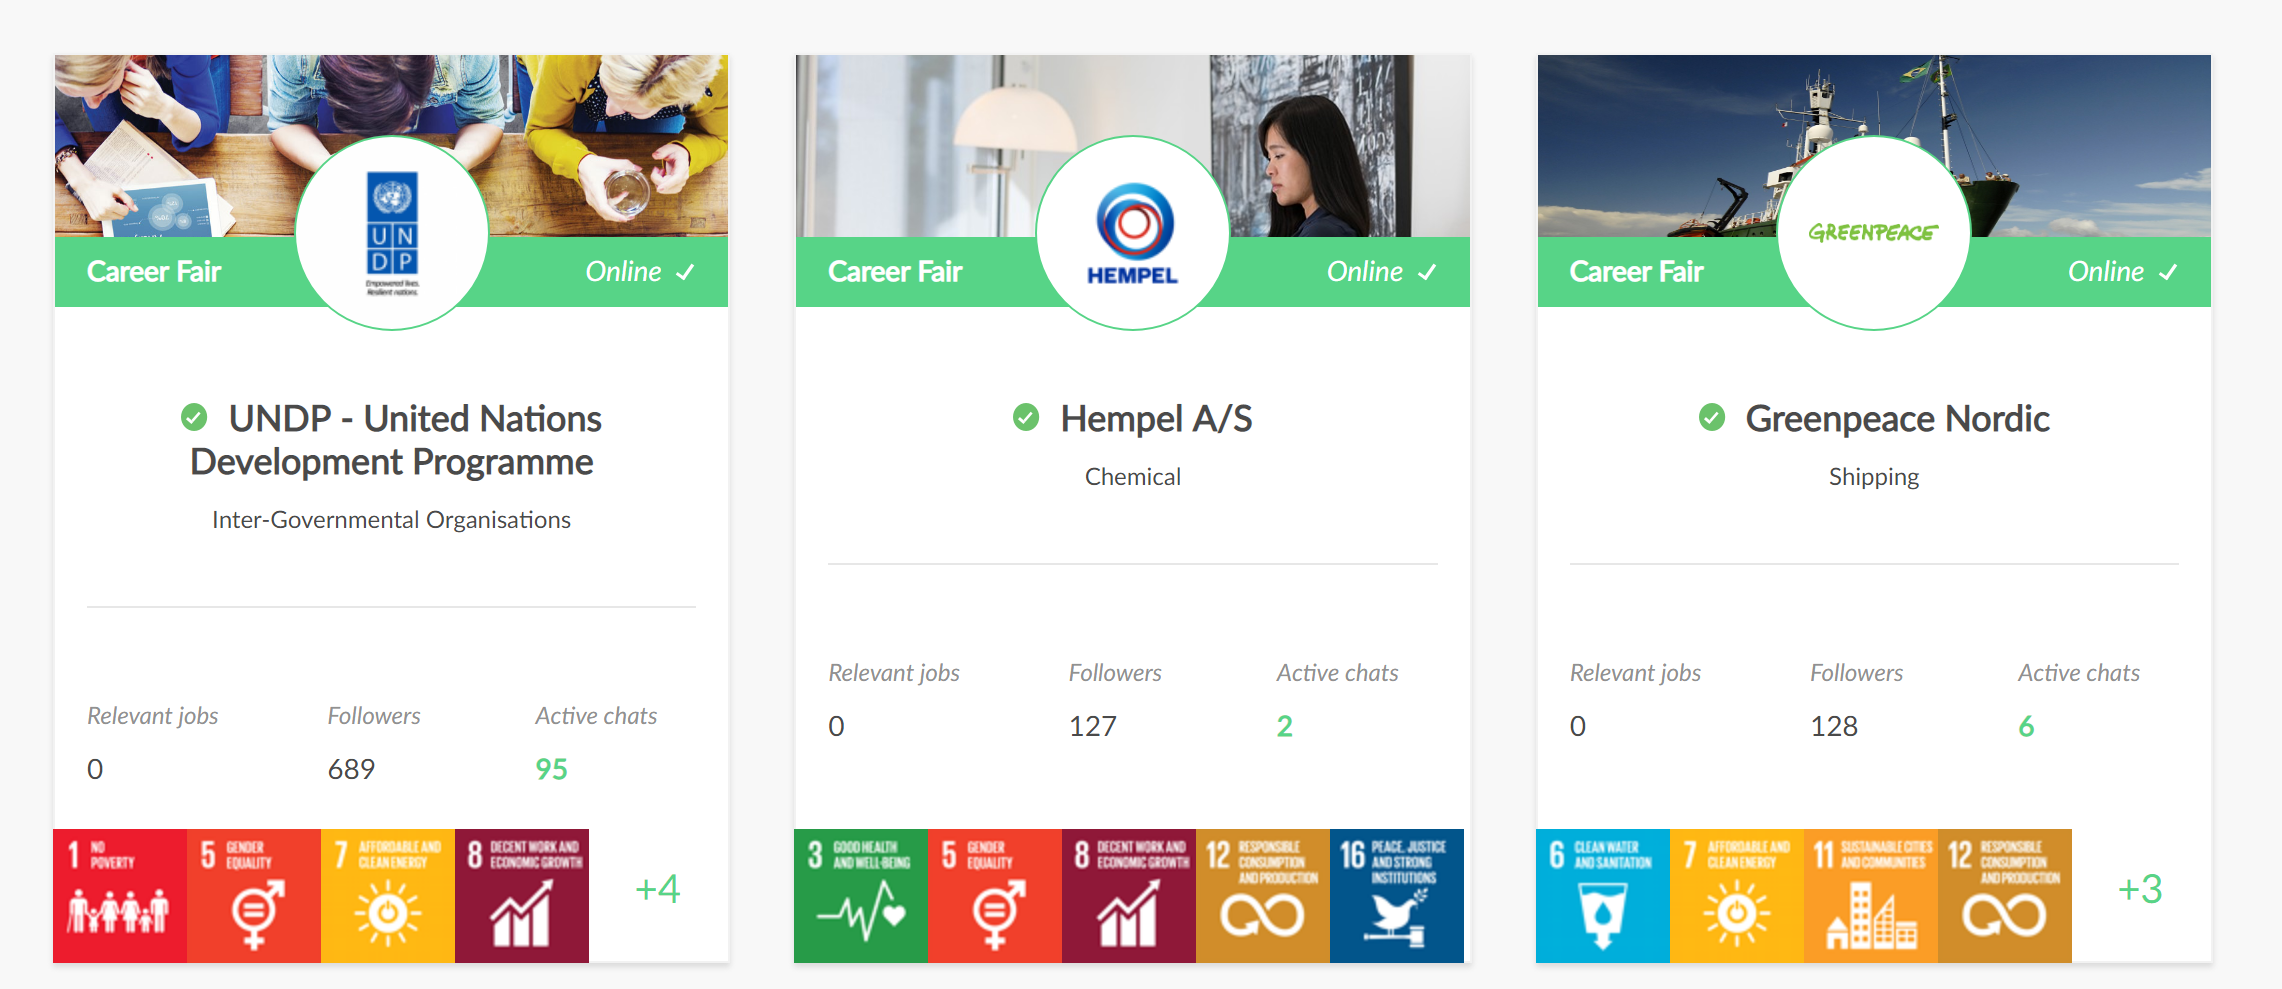 UN
DP
Empowered lives.
Resilient nations.
Career Fair
Online
UNDP - United Nations
Development Programme
Inter-Governmental Organisations
Relevant jobs
Followers
Active chats
0
689
95
1 NO
POVERTY
5 GENDER
EQUALITY
7 AFFORDABLE AND
CLEAN ENERGY
8 DECENT WORK AND
ECONOMIC GROWTH
+4
HEMPEL
Career Fair
Online
Hempel A/S
Chemical
Relevant jobs
Followers
Active chats
0
127
2
3 GOOD HEALTH
AND WELL-BEING
5 GENDER
EQUALITY
8 DECENT WORK AND
ECONOMIC GROWTH
12 RESPONSIBLE
CONSUMPTION
AND PRODUCTION
16 PEACE, JUSTICE
AND STRONG
INSTITUTIONS
GREENPEACE
Career Fair
Online
Greenpeace Nordic
Shipping
Relevant jobs
Followers
Active chats
0
128
6
6 CLEAN WATER
AND SANITATION
7 AFFORDABLE AND
CLEAN ENERGY
11 SUSTAINABLE CITIES
AND COMMUNITIES
12 RESPONSIBLE
CONSUMPTION
AND PRODUCTION
+3